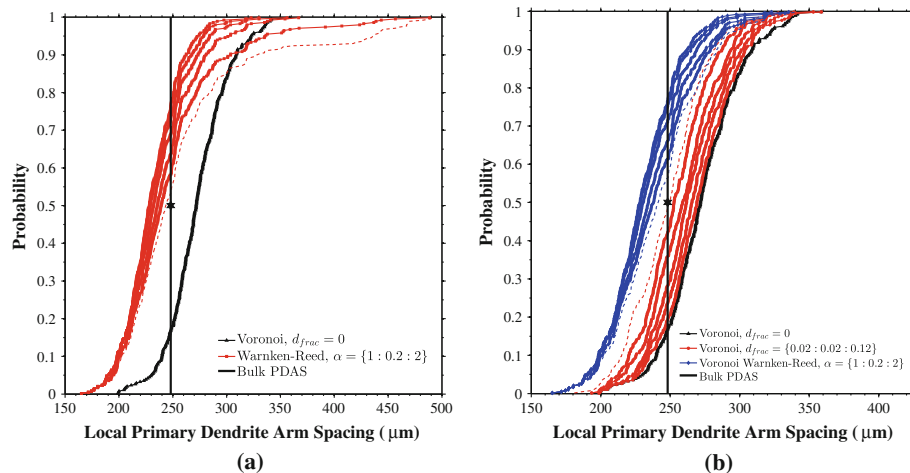 1
0.9
0.8
0.7
0.6
0.5
0.4
0.3
0.2
0.1
0
Probability
150 200 250 300 350 400 450 500
Local Primary Dendrite Arm Spacing ( μm)
Voronoi, d_frac = 0
Warnken-Reed, α = {1 : 0.2 : 2}
Bulk PDAS
(a)
1
0.9
0.8
0.7
0.6
0.5
0.4
0.3
0.2
0.1
0
Probability
150 200 250 300 350 400
Local Primary Dendrite Arm Spacing ( μm)
Voronoi, d_frac = 0
Voronoi, d_frac = {0.02 : 0.02 : 0.12}
Voronoi Warnken-Reed, α = {1 : 0.2 : 2}
Bulk PDAS
(b)